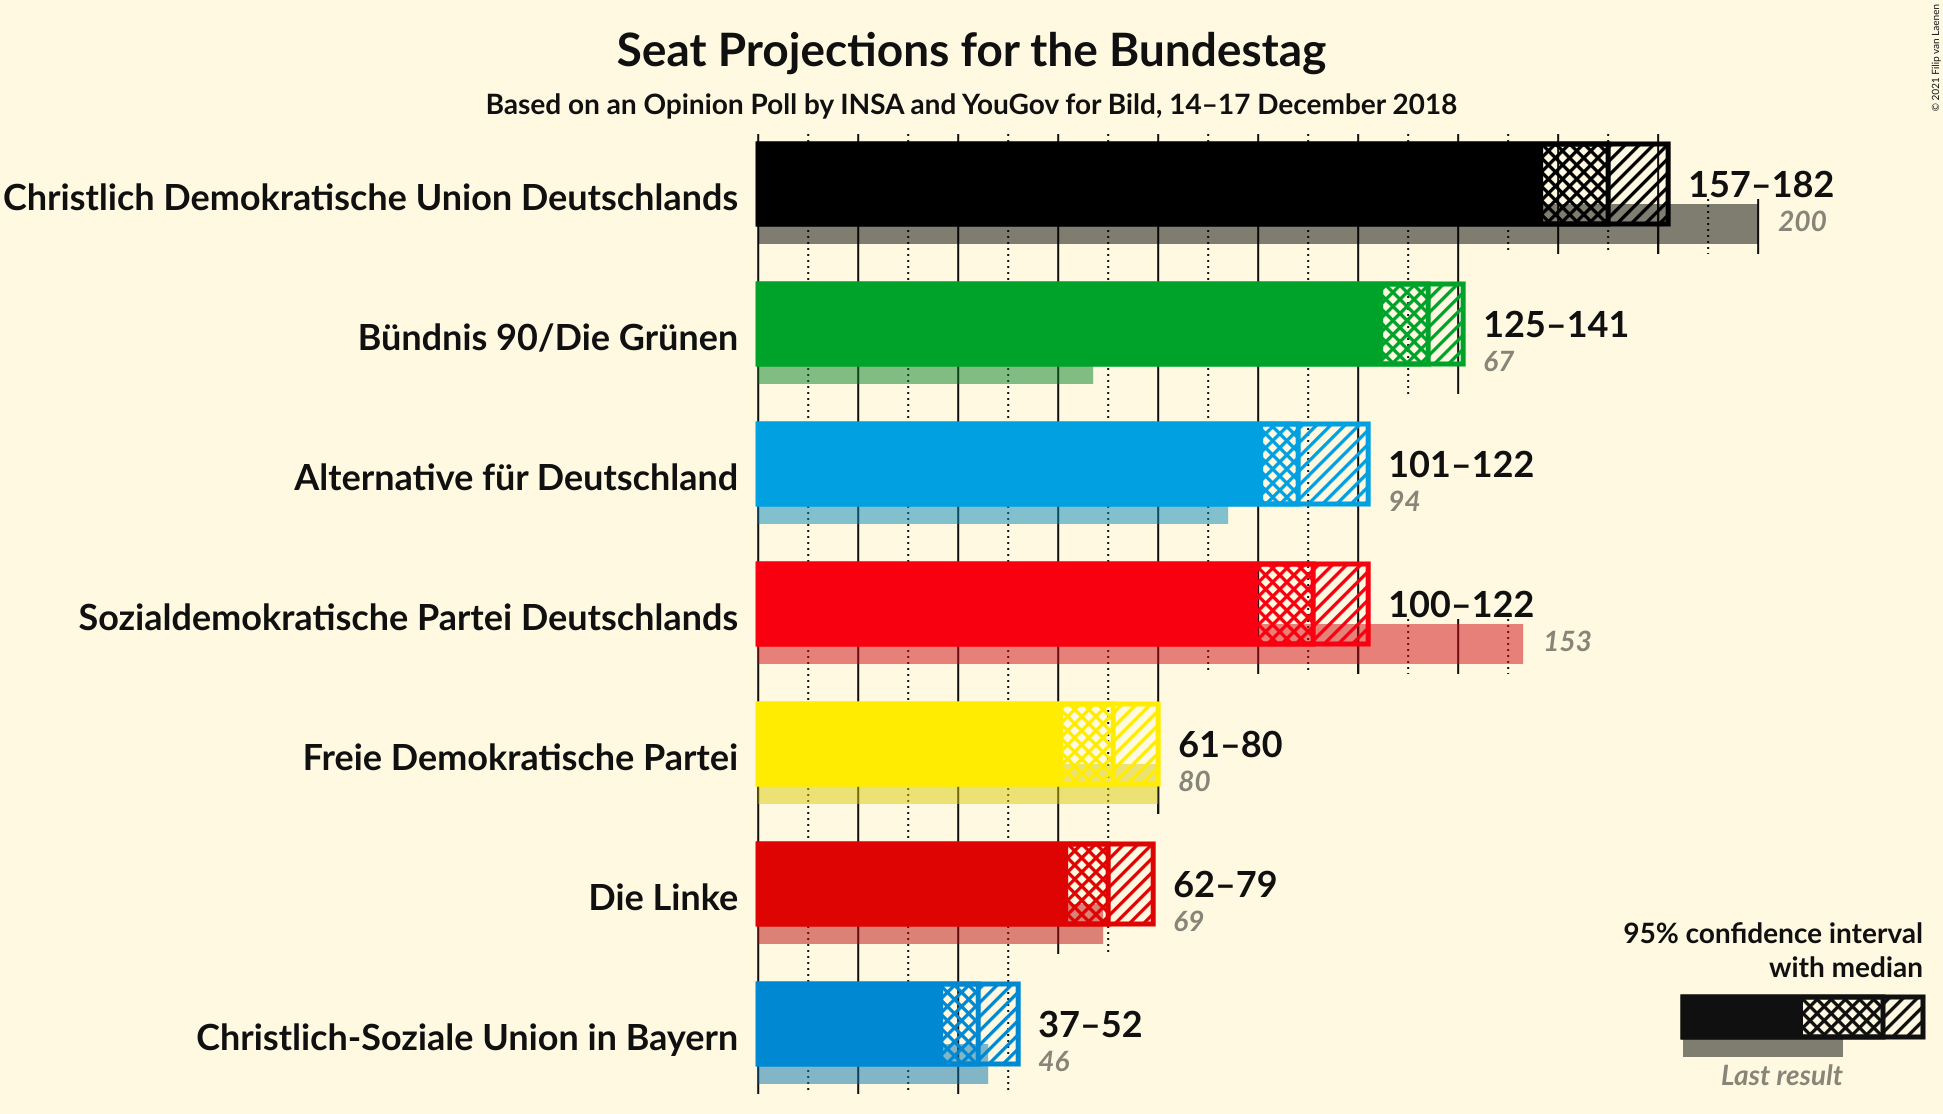 Seat Projections for the Bundestag
Based on an Opinion Poll by INSA and YouGov for Bild, 14–17 December 2018
© 2021 Filip van Laenen
Christlich Demokratische Union Deutschlands
157–182
200
Bündnis 90/Die Grünen
125–141
67
Alternative für Deutschland
101–122
94
Sozialdemokratische Partei Deutschlands
100–122
153
Freie Demokratische Partei
61–80
80
Die Linke
62–79
69
Christlich-Soziale Union in Bayern
37–52
46
95% confidence interval
with median
Last result